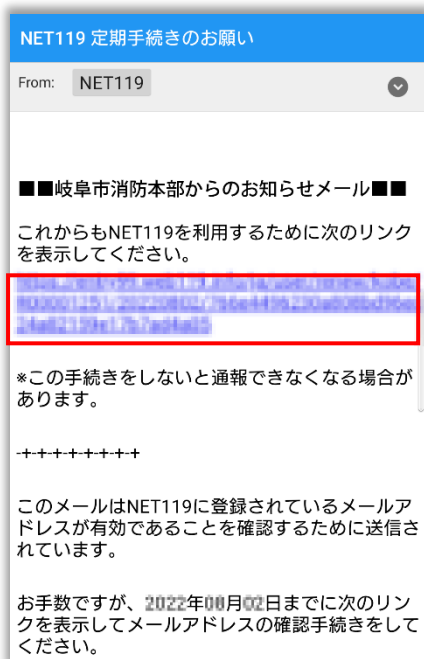 NET119 定期手続きのお願い
From: NET119
■■岐阜市消防本部からのお知らせメール■■
これからもNET119を利用するために次のリンク
を表示してください。
*この手続きをしないと通報できなくなる場合が
あります。
-+-+-+-+-+-+-+-+
このメールはNET119に登録されているメールア
ドレスが有効であることを確認するために送信さ
れています。
お手数ですが、2022年08月02日までに次のリン
クを表示してメールアドレスの確認手続きをして
ください。